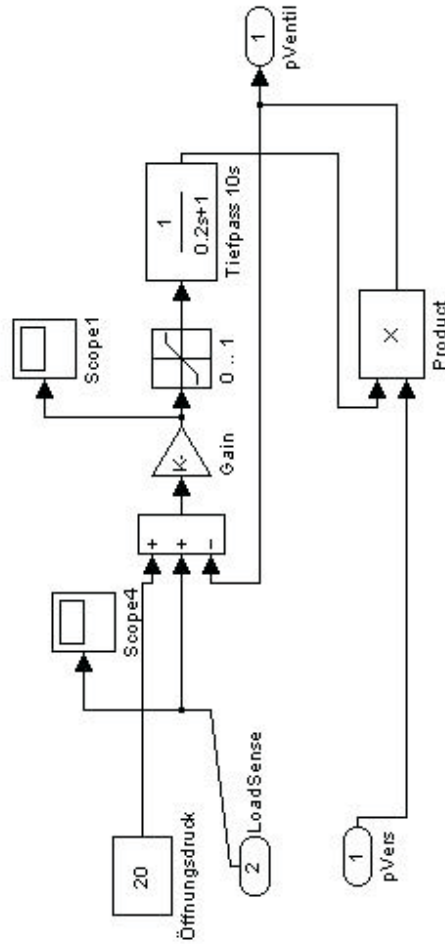 20
Öffnungsdruck
2
LoadSense
1
pVers
Scope4
+
+
-
K-
Gain
Scope1
0 .. 1
1
0.2s+1
Tiefpass 10s
X
Product
1
pVentil